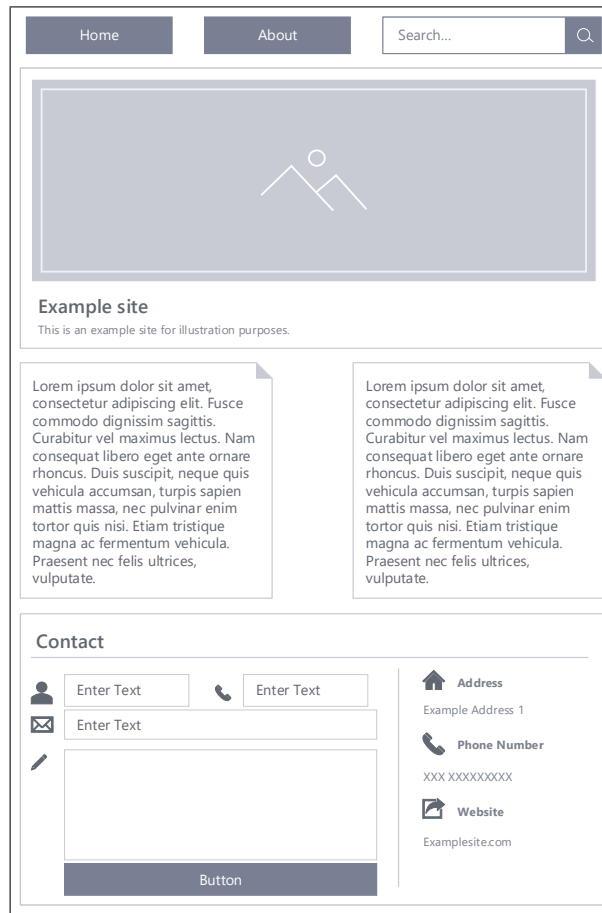 Home
About
Search...
Example site
This is an example site for illustration purposes.
Lorem ipsum dolor sit amet,
consectetur adipiscing elit. Fusce
commodo dignissim sagittis.
Curabitur vel maximus lectus. Nam
consequat libero eget ante ornare
rhoncus. Duis suscipit, neque quis
vehicula accumsan, turpis sapien
mattis massa, nec pulvinar enim
tortor quis nisi. Etiam tristique
magna ac fermentum vehicula.
Praesent nec felis ultrices,
vulputate.
Lorem ipsum dolor sit amet,
consectetur adipiscing elit. Fusce
commodo dignissim sagittis.
Curabitur vel maximus lectus. Nam
consequat libero eget ante ornare
rhoncus. Duis suscipit, neque quis
vehicula accumsan, turpis sapien
mattis massa, nec pulvinar enim
tortor quis nisi. Etiam tristique
magna ac fermentum vehicula.
Praesent nec felis ultrices,
vulputate.
Contact
Enter Text
Enter Text
Enter Text
Button
Address
Example Address 1
Phone Number
XXX XXXXXXXXX
Website
Examplesite.com